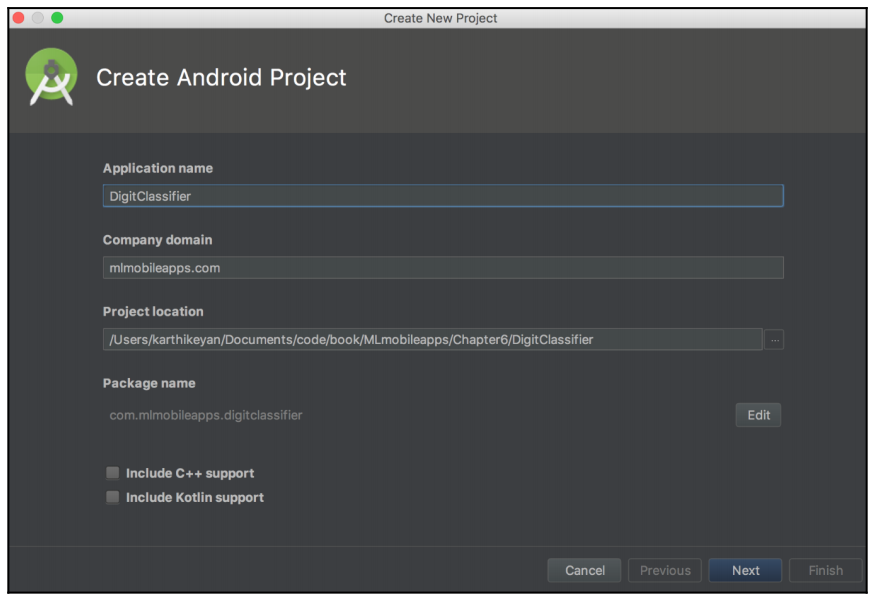 Create New Project
Create Android Project
Application name
DigitClassifier
Company domain
mlmobileapps.com
Project location
/Users/karthikeyan/Documents/code/book/MLmobileapps/Chapter6/DigitClassifier
...
Package name
com.mlmobileapps.digitclassifier
Edit
Include C++ support
Include Kotlin support
Cancel Previous Next Finish